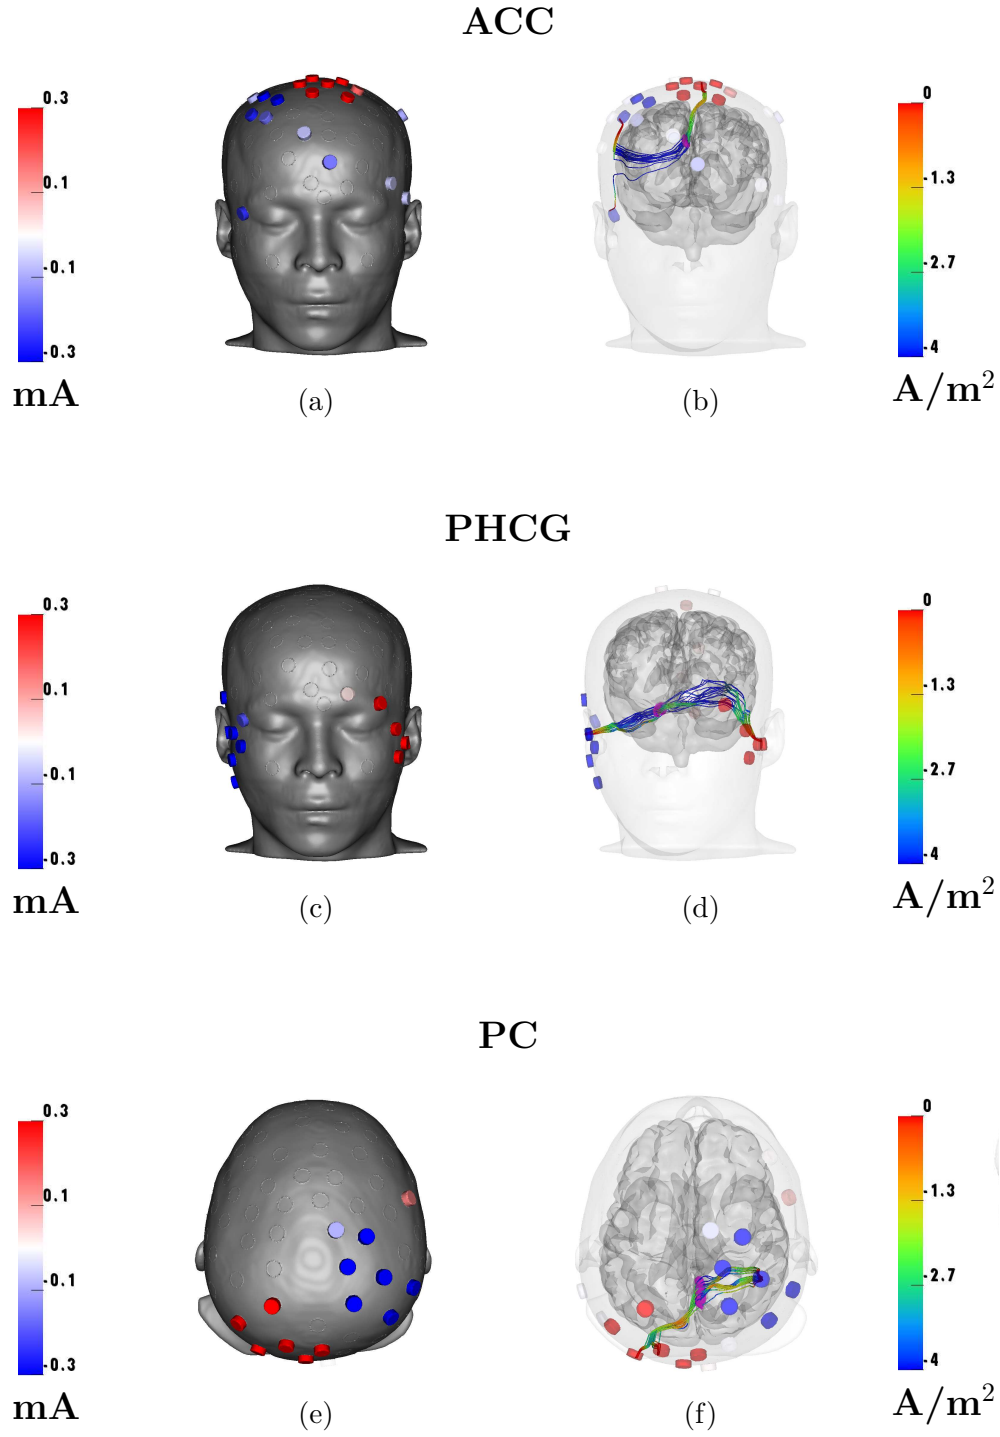 ACC
0.3
0.1
-0.1
-0.3
mA
(a)
(b)
0
-1.3
-2.7
-4
A/m²
PHCG
0.3
0.1
-0.1
-0.3
mA
(c)
(d)
0
-1.3
-2.7
-4
A/m²
PC
0.3
0.1
-0.1
-0.3
mA
(e)
(f)
0
-1.3
-2.7
-4
A/m²